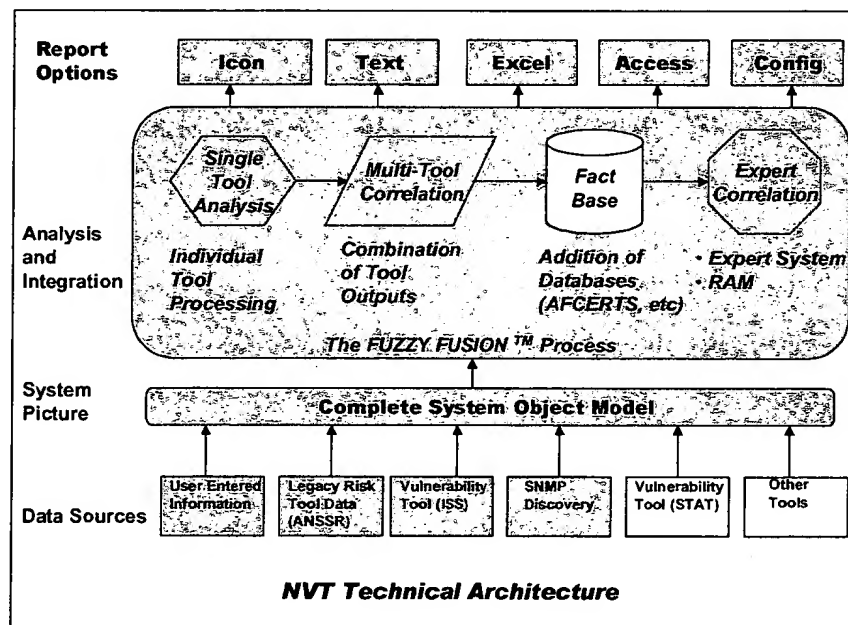 Report
Options
Icon
Text
Excel
Access
Config
Analysis
and
Integration
Single
Tool
Analysis
Multi-Tool
Correlation
Fact
Base
Expert
Correlation
Individual
Tool
Processing
Combination
of Tool
Outputs
Addition of
Databases
(AFCERTS, etc)
• Expert System
• RAM
The FUZZY FUSION ™ Process
System
Picture
Complete System Object Model
Data Sources
User Entered
Information
Legacy Risk
Tool Data
(ANSSR)
Vulnerability
Tool (ISS)
SNMP
Discovery
Vulnerability
Tool (STAT)
Other
Tools
NVT Technical Architecture